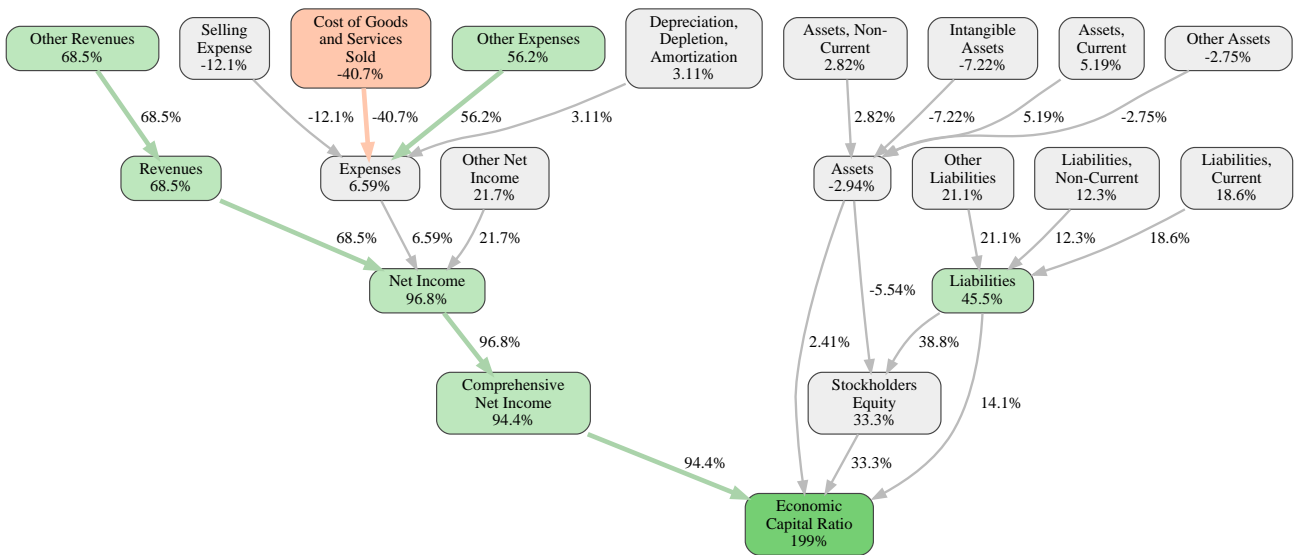 Other Revenues
68.5%
Selling
Expense
-12.1%
Cost of Goods
and Services
Sold
-40.7%
Other Expenses
56.2%
Depreciation,
Depletion,
Amortization
3.11%
Assets, Non-
Current
2.82%
Intangible
Assets
-7.22%
Assets,
Current
5.19%
Other Assets
-2.75%
68.5%
-12.1%
-40.7%
56.2%
3.11%
2.82%
-7.22%
5.19%
-2.75%
Revenues
68.5%
Expenses
6.59%
Other Net
Income
21.7%
Assets
-2.94%
Other
Liabilities
21.1%
Liabilities,
Non-Current
12.3%
Liabilities,
Current
18.6%
68.5%
6.59%
21.7%
21.1%
12.3%
18.6%
Net Income
96.8%
-5.54%
Liabilities
45.5%
96.8%
2.41%
38.8%
Comprehensive
Net Income
94.4%
Stockholders
Equity
33.3%
14.1%
94.4%
33.3%
Economic
Capital Ratio
199%